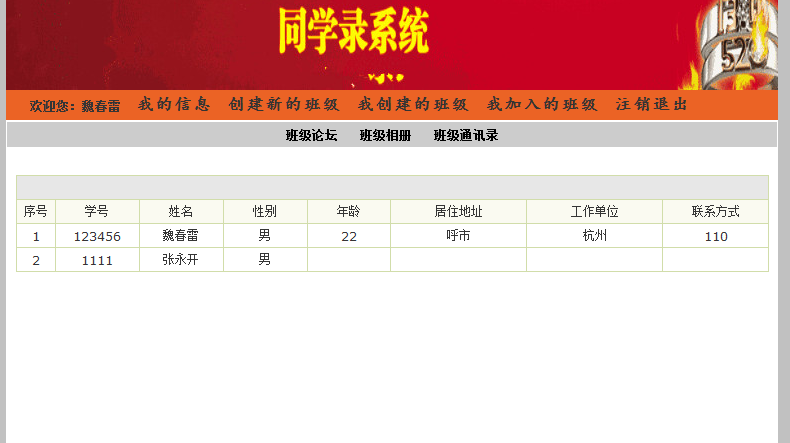 同学录系统
520
欢迎您：魏春雷 我的信息 创建新的班级 我创建的班级 我加入的班级 注销退出
班级论坛 班级相册 班级通讯录
序号 学号 姓名 性别 年龄 居住地址 工作单位 联系方式
1 123456 魏春雷 男 22 呼市 杭州 110
2 1111 张永开 男